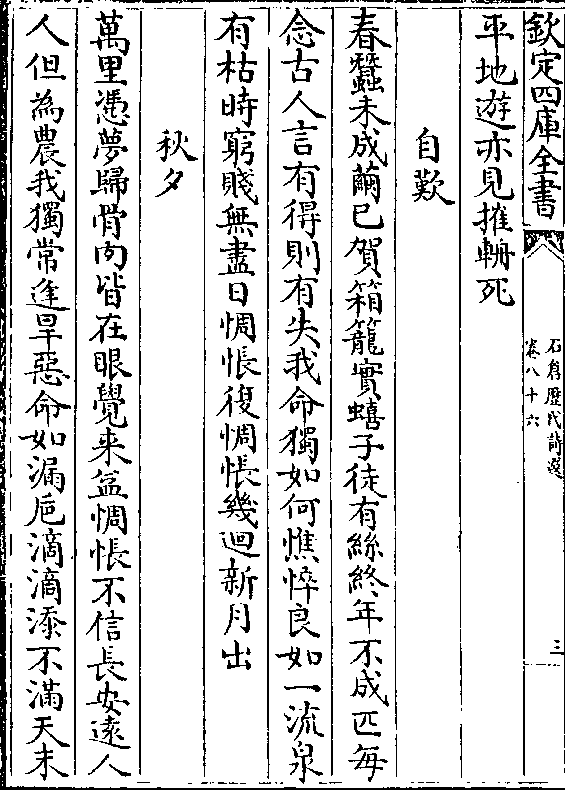 欽定四庫全書
石倉歷代詩選
卷八十六
三
平地遊亦見摧輈死
自歎
春蠶未成繭已賀箱籠實蟢子徒有絲終年不成匹每
念古人言有得則有失我命獨如何憔悴良如一流泉
有枯時窮賤無盡日惆悵復惆悵幾迴新月出
秋夕
萬里憑夢歸骨肉皆在眼覺来益惆悵不信長安遠人
人但為農我獨常逢旱惡命如漏巵滴滴添不滿天末